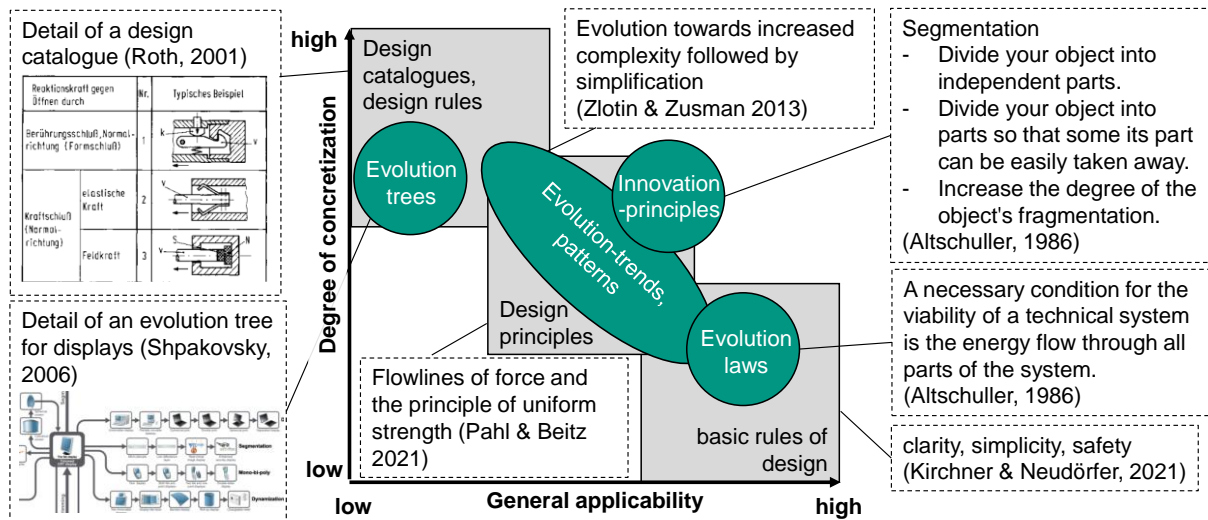 Detail of a design
catalogue (Roth, 2001)
Reaktionskraft gegen
Öffnen durch
Nr.
Typisches Beispiel
Berührungsschluß, Normal-
richtung (Formschluß)
1
k
v
Kraftschluß
(Normal-
richtung)
elastische
Kraft
2
v
Feldkraft
3
S
N
v
Detail of an evolution tree
for displays (Shpakovsky,
2006)
Segmentation
Mono-bi-poly
Dynamization
high
Degree of concretization
low
low
General applicability
high
Design
catalogues,
design rules
Evolution
trees
Evolution-trends,
patterns
Innovation
-principles
Design
principles
Evolution
laws
basic rules of
design
Evolution towards increased
complexity followed by
simplification
(Zlotin & Zusman 2013)
Flowlines of force and
the principle of uniform
strength (Pahl & Beitz
2021)
Segmentation
- Divide your object into
independent parts.
- Divide your object into
parts so that some its part
can be easily taken away.
- Increase the degree of the
object's fragmentation.
(Altschuller, 1986)
A necessary condition for the
viability of a technical system
is the energy flow through all
parts of the system.
(Altschuller, 1986)
clarity, simplicity, safety
(Kirchner & Neudörfer, 2021)